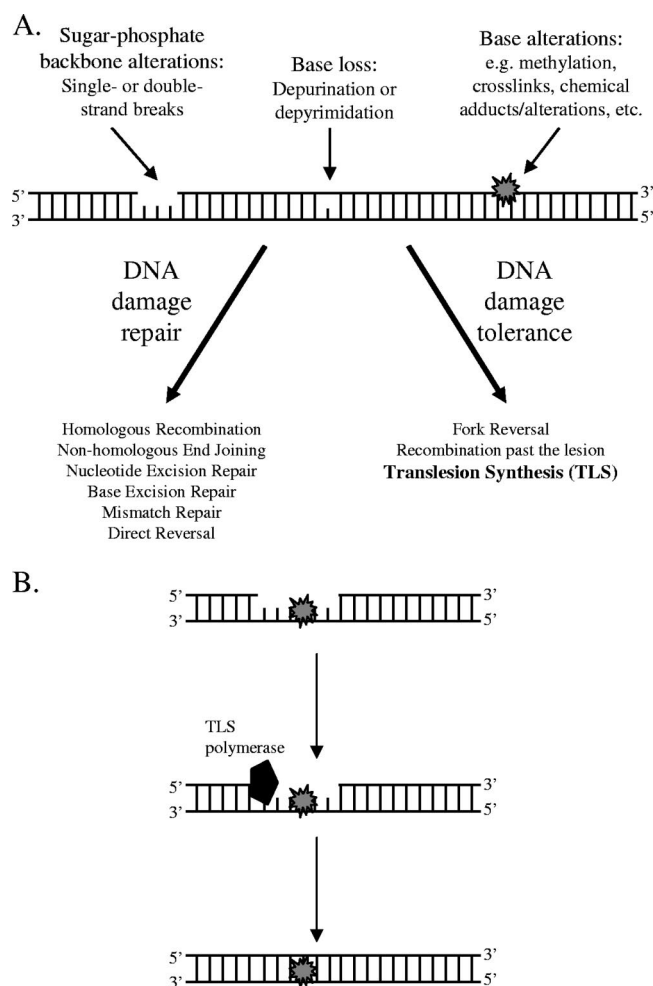 A.
Sugar-phosphate
backbone alterations:
Single- or double-
strand breaks
Base loss:
Depurination or
depyrimidation
Base alterations:
e.g. methylation,
crosslinks, chemical
adducts/alterations, etc.
5’ 3’
3’ 5’
DNA
damage
repair
DNA
damage
tolerance
Homologous Recombination
Non-homologous End Joining
Nucleotide Excision Repair
Base Excision Repair
Mismatch Repair
Direct Reversal
Fork Reversal
Recombination past the lesion
Translesion Synthesis (TLS)
B.
5’ 3’
3’ 5’
TLS
polymerase
5’ 3’
3’ 5’
5’ 3’
3’ 5’